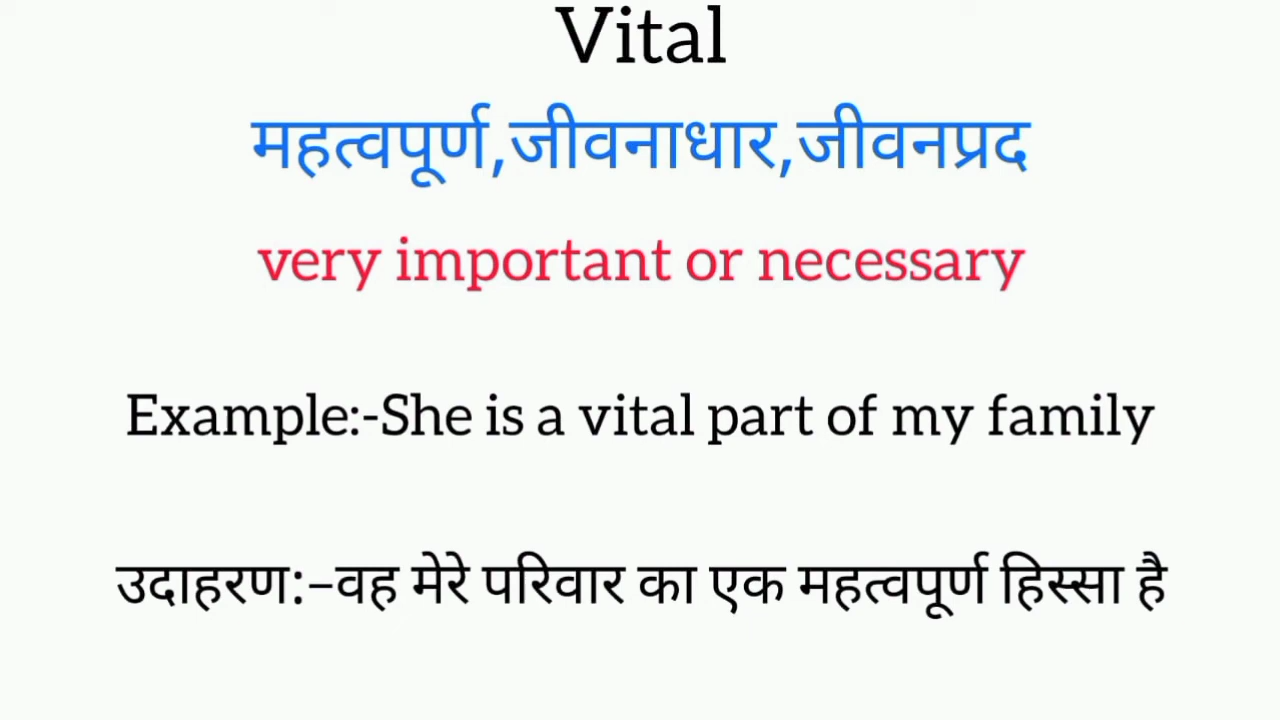 Vital
महत्वपूर्ण,जीवनाधार,जीवनप्रद
very important or necessary
Example:-She is a vital part of my family
उदाहरण:–वह मेरे परिवार का एक महत्वपूर्ण हिस्सा है